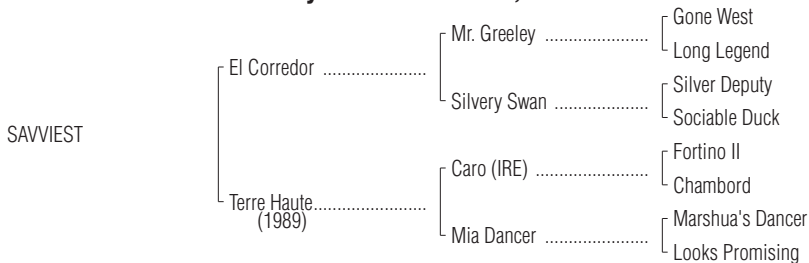 Gone West
Mr. Greeley ......................
Long Legend
El Corredor ......................
Silver Deputy
Silvery Swan ....................
Sociable Duck
SAVVIEST
Fortino II
Caro (IRE) ........................
Chambord
Terre Haute........................
(1989)
Marshua's Dancer
Mia Dancer ......................
Looks Promising